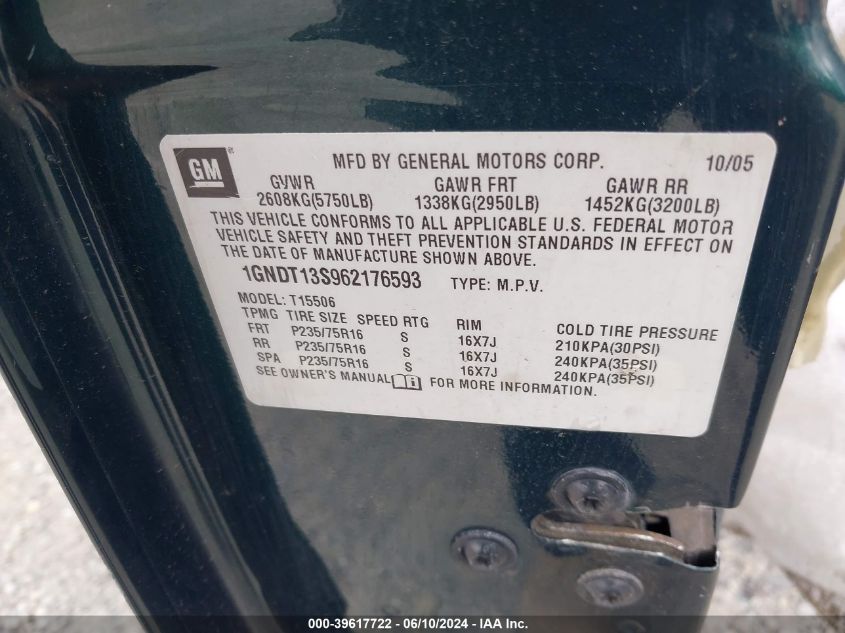 GM
MFD BY GENERAL MOTORS CORP. 10/05
GVWR GAWR FRT GAWR RR
2608KG(5750LB) 1338KG(2950LB) 1452KG(3200LB)
THIS VEHICLE CONFORMS TO ALL APPLICABLE U.S. FEDERAL MOTOR
VEHICLE SAFETY AND THEFT PREVENTION STANDARDS IN EFFECT ON
THE DATE OF MANUFACTURE SHOWN ABOVE.
1GNDT13S962176593 TYPE: M.P.V.
MODEL: T15506
TPMG TIRE SIZE SPEED RTG RIM COLD TIRE PRESSURE
FRT P235/75R16 S 16X7J 210KPA(30PSI)
RR P235/75R16 S 16X7J 240KPA(35PSI)
SPA P235/75R16 S 16X7J 240KPA(35PSI)
SEE OWNER'S MANUAL FOR MORE INFORMATION.
000-39617722 - 06/10/2024 - IAA Inc.